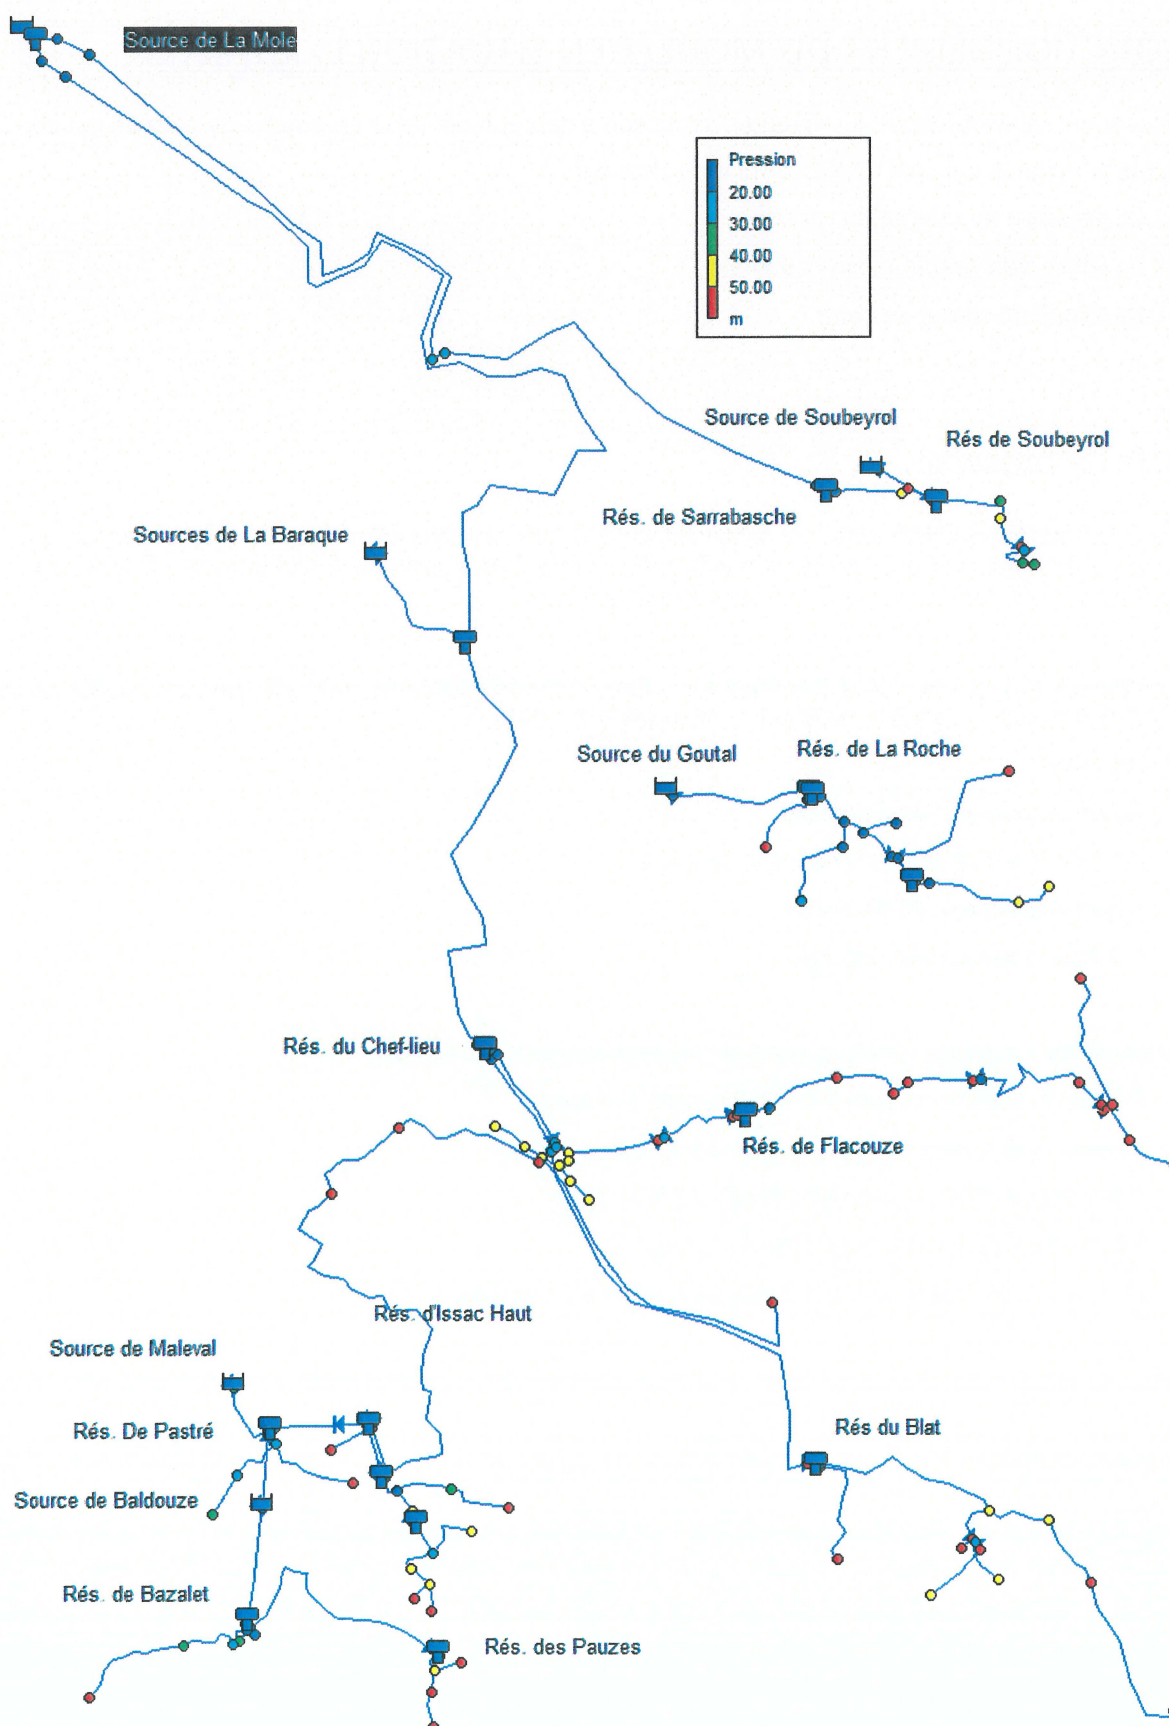 Source de La Mole
Pression
20.00
30.00
40.00
50.00
m
Source de Soubeyrol
Rés de Soubeyrol
Rés. de Sarrabasche
Sources de La Baraque
Source du Goutal
Rés. de La Roche
Rés. du Chef-lieu
Rés. de Flacouze
Rés. d'Issac Haut
Source de Maleval
Rés. De Pastré
Rés du Blat
Source de Baldouze
Rés. de Bazalet
Rés. des Pauzes